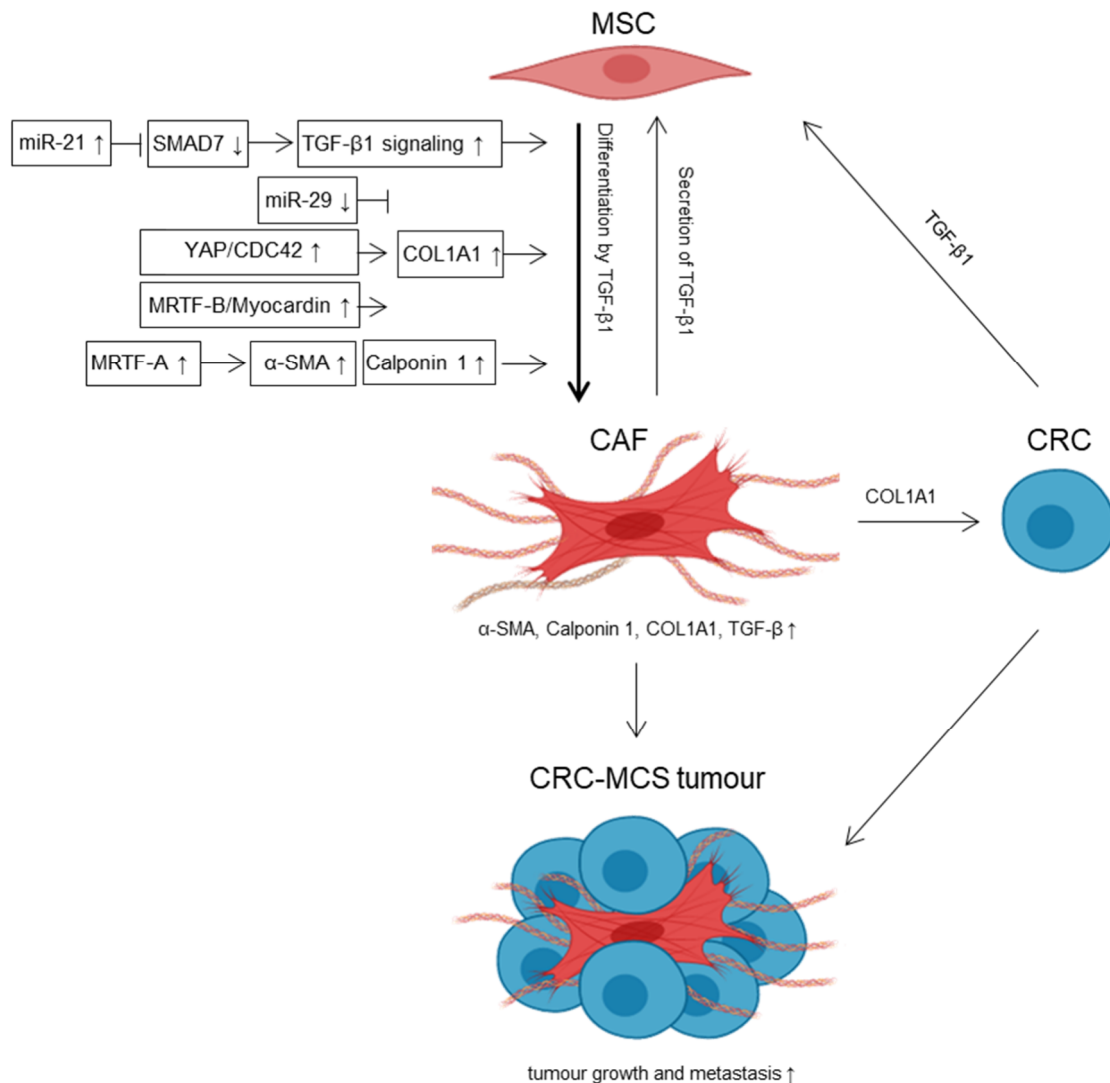 MSC
miR-21 ↑
SMAD7 ↓
TGF-β1 signaling ↑
miR-29 ↓
YAP/CDC42 ↑
COL1A1 ↑
MRTF-B/Myocardin ↑
MRTF-A ↑
α-SMA ↑
Calponin 1 ↑
Differentiation by TGF-β1
Secretion of TGF-β1
TGF-β1
CAF
CRC
COL1A1
α-SMA, Calponin 1, COL1A1, TGF-β ↑
CRC-MCS tumour
tumour growth and metastasis ↑